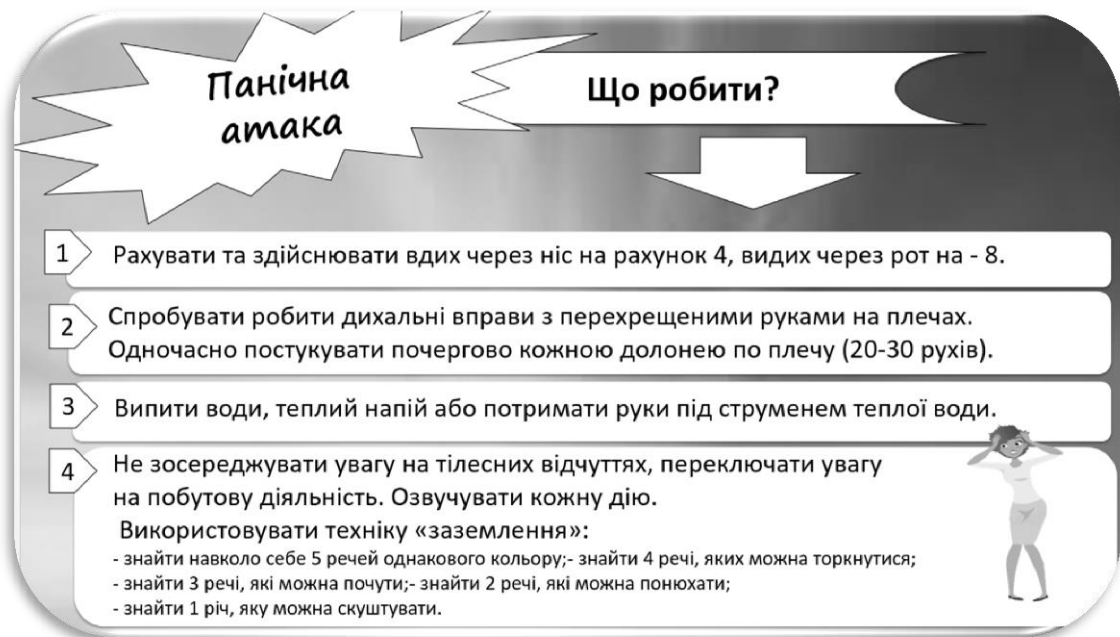 Панічна
атака
Що робити?
1
Рахувати та здійснювати вдих через ніс на рахунок 4, видих через рот на - 8.
2
Спробувати робити дихальні вправи з перехрещеними руками на плечах.
Одночасно постукувати почергово кожною долонею по плечу (20-30 рухів).
3
Випити води, теплий напій або потримати руки під струменем теплої води.
4
Не зосереджувати увагу на тілесних відчуттях, переключати увагу
на побутову діяльність. Озвучувати кожну дію.
Використовувати техніку «заземлення»:
- знайти навколо себе 5 речей однакового кольору;- знайти 4 речі, яких можна торкнутися;
- знайти 3 речі, які можна почути;- знайти 2 речі, які можна понюхати;
- знайти 1 річ, яку можна скуштувати.